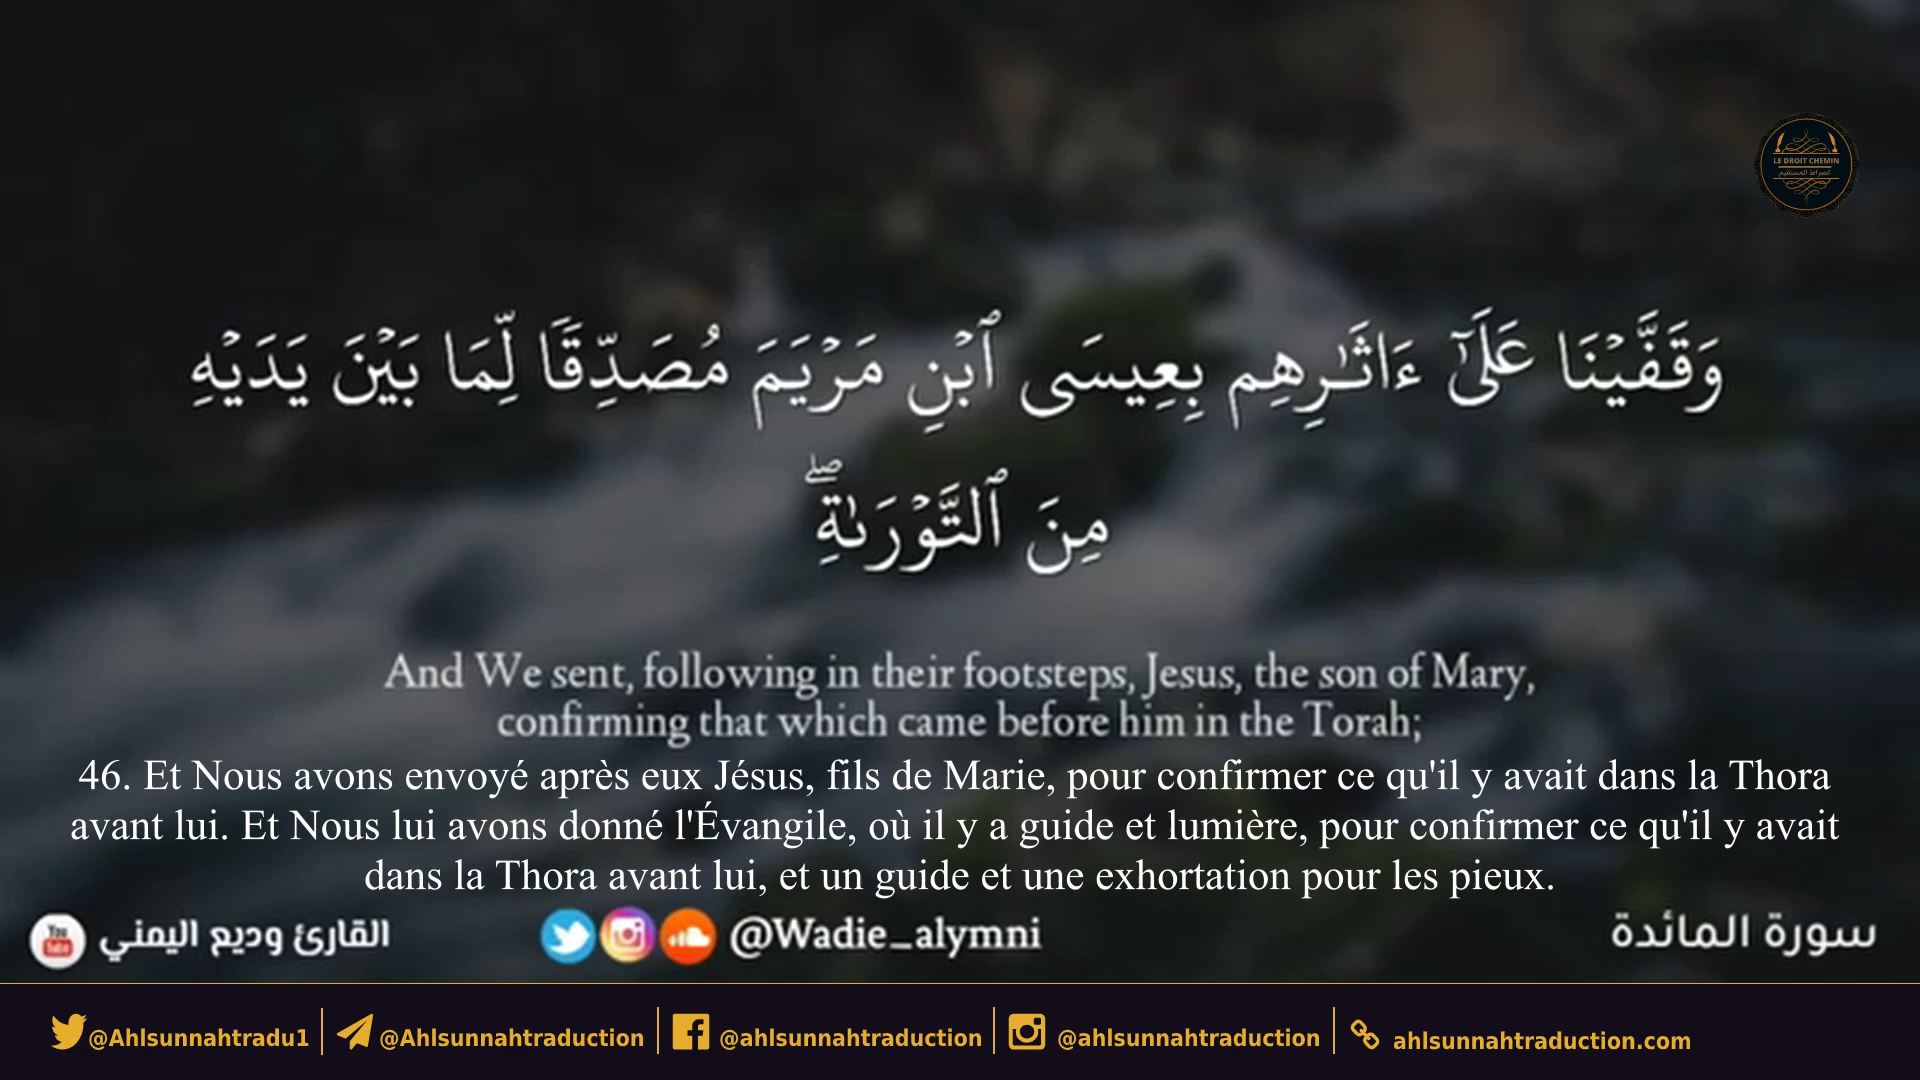 LE DROIT CHEMIN
الصراط المستقيم
وَقَفَّيْنَا عَلَىٰٓ ءَاثَـٰرِهِم بِعِيسَى ٱبْنِ مَرْيَمَ مُصَدِّقًا لِّمَا بَيْنَ يَدَيْهِ
مِنَ ٱلتَّوْرَىٰةِ ۖ
And We sent, following in their footsteps, Jesus, the son of Mary,
confirming that which came before him in the Torah;
46. Et Nous avons envoyé après eux Jésus, fils de Marie, pour confirmer ce qu'il y avait dans la Thora
avant lui. Et Nous lui avons donné l'Évangile, où il y a guide et lumière, pour confirmer ce qu'il y avait
dans la Thora avant lui, et un guide et une exhortation pour les pieux.
You Tube القارئ وديع اليمني
@Wadie_alymni
سورة المائدة
@Ahlsunnahtradu1
@Ahlsunnahtraduction
@ahlsunnahtraduction
@ahlsunnahtraduction
ahlsunnahtraduction.com